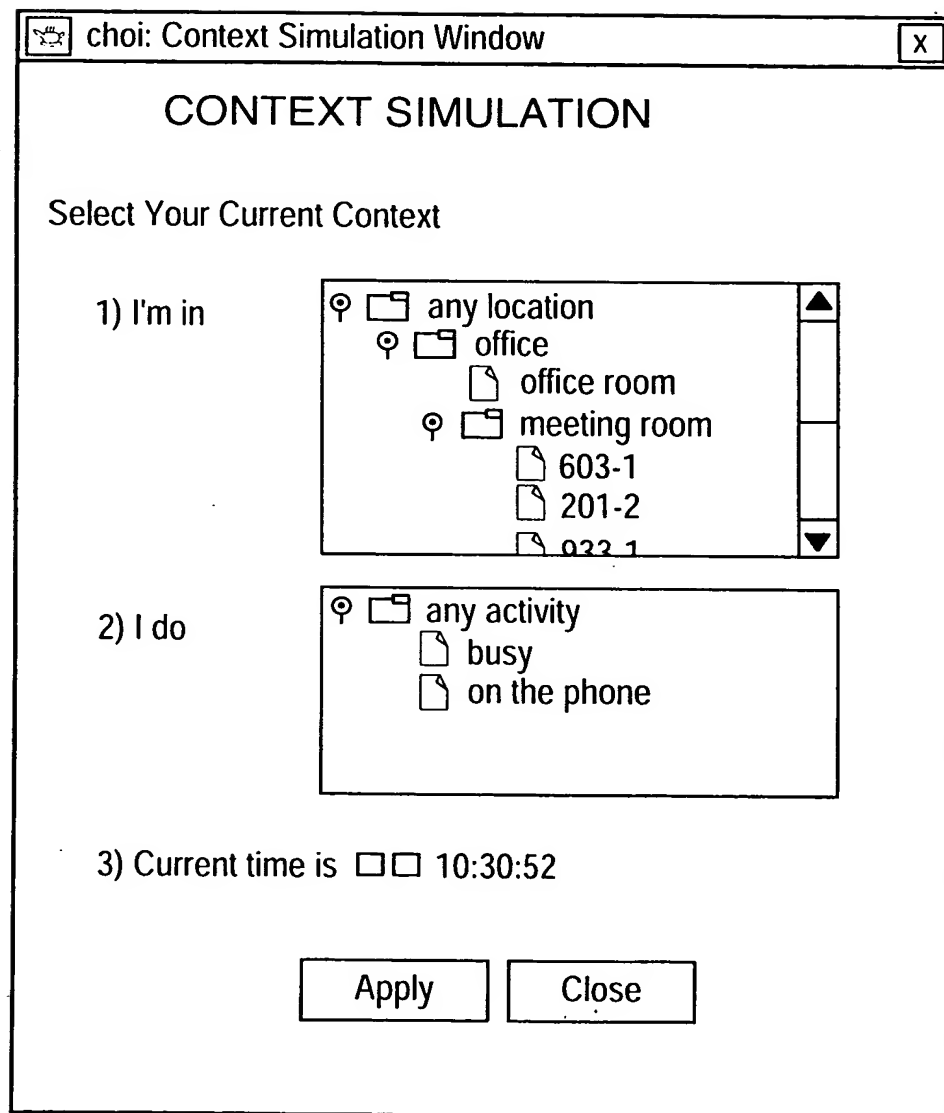 choi: Context Simulation Window
X
CONTEXT SIMULATION
Select Your Current Context
1) I'm in
any location
office
office room
meeting room
603-1
201-2
933-1
2) I do
any activity
busy
on the phone
3) Current time is □□ 10:30:52
Apply
Close